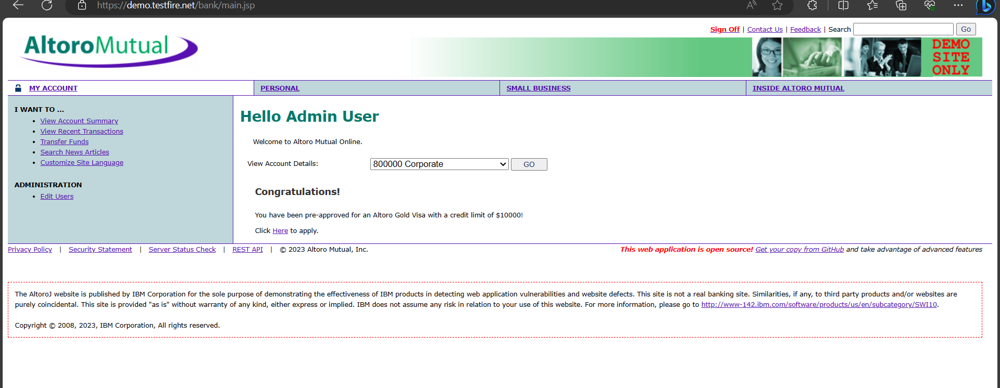 https://demo.testfire.net/bank/main.jsp
Sign Off | Contact Us | Feedback | Search Go
AltoroMutual
DEMO
SITE
ONLY
MY ACCOUNT
PERSONAL
SMALL BUSINESS
INSIDE ALTORO MUTUAL
I WANT TO ...
View Account Summary
View Recent Transactions
Transfer Funds
Search News Articles
Customize Site Language
ADMINISTRATION
Edit Users
Hello Admin User
Welcome to Altoro Mutual Online.
View Account Details: 800000 Corporate GO
Congratulations!
You have been pre-approved for an Altoro Gold Visa with a credit limit of $10000!
Click Here to apply.
Privacy Policy | Security Statement | Server Status Check | REST API | © 2023 Altoro Mutual, Inc.
This web application is open source! Get your copy from GitHub and take advantage of advanced features
The AltoroJ website is published by IBM Corporation for the sole purpose of demonstrating the effectiveness of IBM products in detecting web application vulnerabilities and website defects. This site is not a real banking site. Similarities, if any, to third party products and/or websites are
purely coincidental. This site is provided "as is" without warranty of any kind, either express or implied. IBM does not assume any risk in relation to your use of this website. For more information, please go to http://www-142.ibm.com/software/products/us/en/subcategory/SWI10.
Copyright © 2008, 2023, IBM Corporation, All rights reserved.